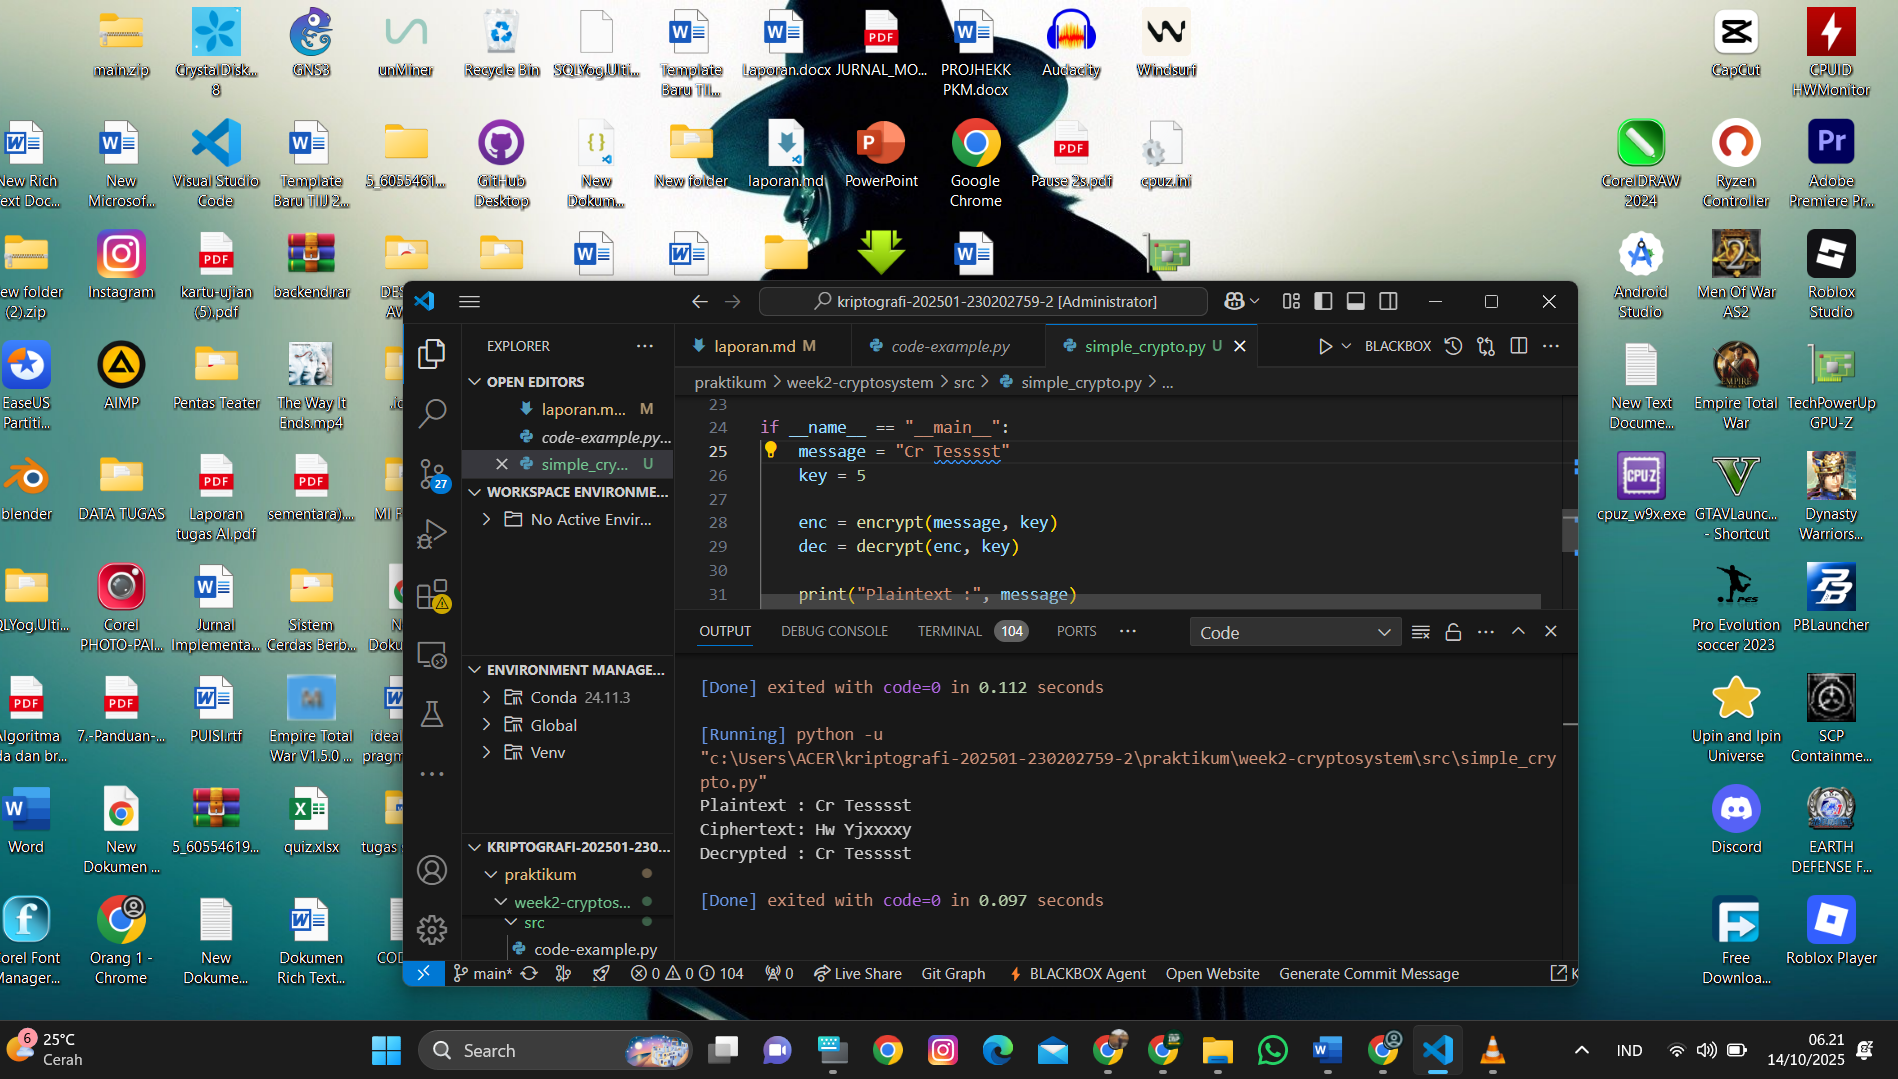 main.zip
CrystalDisk...
8
GNS3
unMiner
Recycle Bin
SQLYog.Ulti...
Template
Baru TII...
Laporan.docx
JURNAL_MO...
PROJHEKK
PKM.docx
Audacity
Windsurf
CapCut
CPUID
HWMonitor
New Rich
ext Doc...
New
Microsof...
Visual Studio
Code
Template
Baru TIIJ 2...
5_6055461...
GitHub
Desktop
New
Dokum...
New folder
laporan.md
PowerPoint
Google
Chrome
Pause 2s.pdf
cpuz.ini
CorelDRAW
2024
Ryzen
Controller
Adobe
Premiere Pr...
ew folder
(2).zip
Instagram
kartu-ujian
(5).pdf
backend.rar
Android
Studio
Men Of War
AS2
Roblox
Studio
EaseUS
Partiti...
AIMP
Pentas Teater
The Way It
Ends.mp4
New Text
Docume...
Empire Total
War
TechPowerUp
GPU-Z
blender
DATA TUGAS
Laporan
tugas AI.pdf
sementara)....
cpuz_w9x.exe
GTAVLaunc...
- Shortcut
Dynasty
Warriors...
QLYog.Ulti...
Corel
PHOTO-PAI...
Jurnal
Implementa...
Sistem
Cerdas Berb...
Pro Evolution
soccer 2023
PBLauncher
Algoritma
da dan br...
7.-Panduan-...
PUISI.rtf
Empire Total
War V1.5.0 ...
ideal
pragm
Upin and Ipin
Universe
SCP
Containme...
Word
New
Dokumen ...
5_60554619...
quiz.xlsx
tugas s
Discord
EARTH
DEFENSE F...
orel Font
Manager...
Orang 1 -
Chrome
New
Dokume...
Dokumen
Rich Text...
COD
Free
Downloa...
Roblox Player
kriptografi-202501-230202759-2 [Administrator]
EXPLORER
laporan.md M
code-example.py
simple_crypto.py U
BLACKBOX
OPEN EDITORS
laporan.m... M
code-example.py...
simple_cry... U
WORKSPACE ENVIRONME...
No Active Envir...
ENVIRONMENT MANAGE...
Conda 24.11.3
Global
Venv
KRIPTOGRAFI-202501-230...
praktikum
week2-cryptos...
src
code-example.py
27
praktikum > week2-cryptosystem > src > simple_crypto.py > ...
23
24 if __name__ == "__main__":
25 message = "Cr Tesssst"
26 key = 5
27
28 enc = encrypt(message, key)
29 dec = decrypt(enc, key)
30
31 print("Plaintext :", message)
OUTPUT DEBUG CONSOLE TERMINAL 104 PORTS
Code
[Done] exited with code=0 in 0.112 seconds
[Running] python -u
"c:\Users\ACER\kriptografi-202501-230202759-2\praktikum\week2-cryptosystem\src\simple_cry
pto.py"
Plaintext : Cr Tesssst
Ciphertext: Hw Yjxxxxy
Decrypted : Cr Tesssst
[Done] exited with code=0 in 0.097 seconds
main* 0 0 104 0 Live Share Git Graph BLACKBOX Agent Open Website Generate Commit Message K
6 25°C
Cerah
Search
IND
06.21
14/10/2025